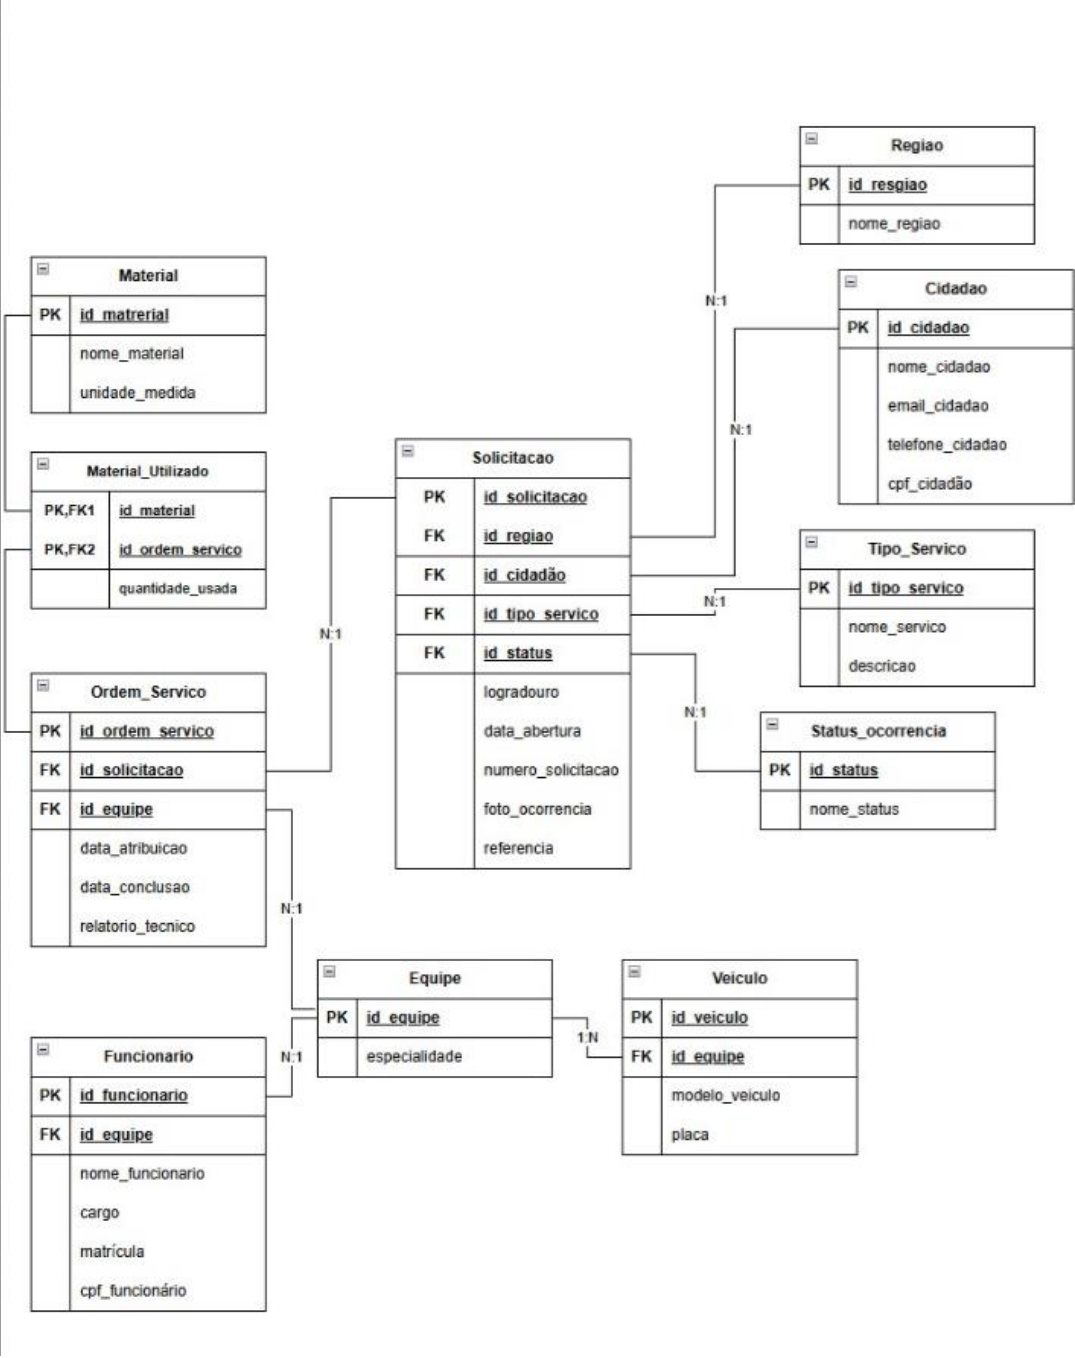 Regiao
PK id_resgiao
nome_regiao
Material
PK id_matrerial
nome_material
unidade_medida
Cidadao
PK id_cidadao
nome_cidadao
email_cidadao
telefone_cidadao
cpf_cidadão
N:1
N:1
Material_Utilizado
PK,FK1 id_material
PK,FK2 id_ordem_servico
quantidade_usada
Solicitacao
PK id_solicitacao
FK id_regiao
FK id_cidadão
FK id_tipo_servico
FK id_status
logradouro
data_abertura
numero_solicitacao
foto_ocorrencia
referencia
Tipo_Servico
PK id_tipo_servico
nome_servico
descricao
N:1
N:1
N:1
Status_ocorrencia
PK id_status
nome_status
Ordem_Servico
PK id_ordem_servico
FK id_solicitacao
FK id_equipe
data_atribuicao
data_conclusao
relatorio_tecnico
N:1
Equipe
PK id_equipe
especialidade
1:N
Veiculo
PK id_veiculo
FK id_equipe
modelo_veiculo
placa
N:1
Funcionario
PK id_funcionario
FK id_equipe
nome_funcionario
cargo
matrícula
cpf_funcionário